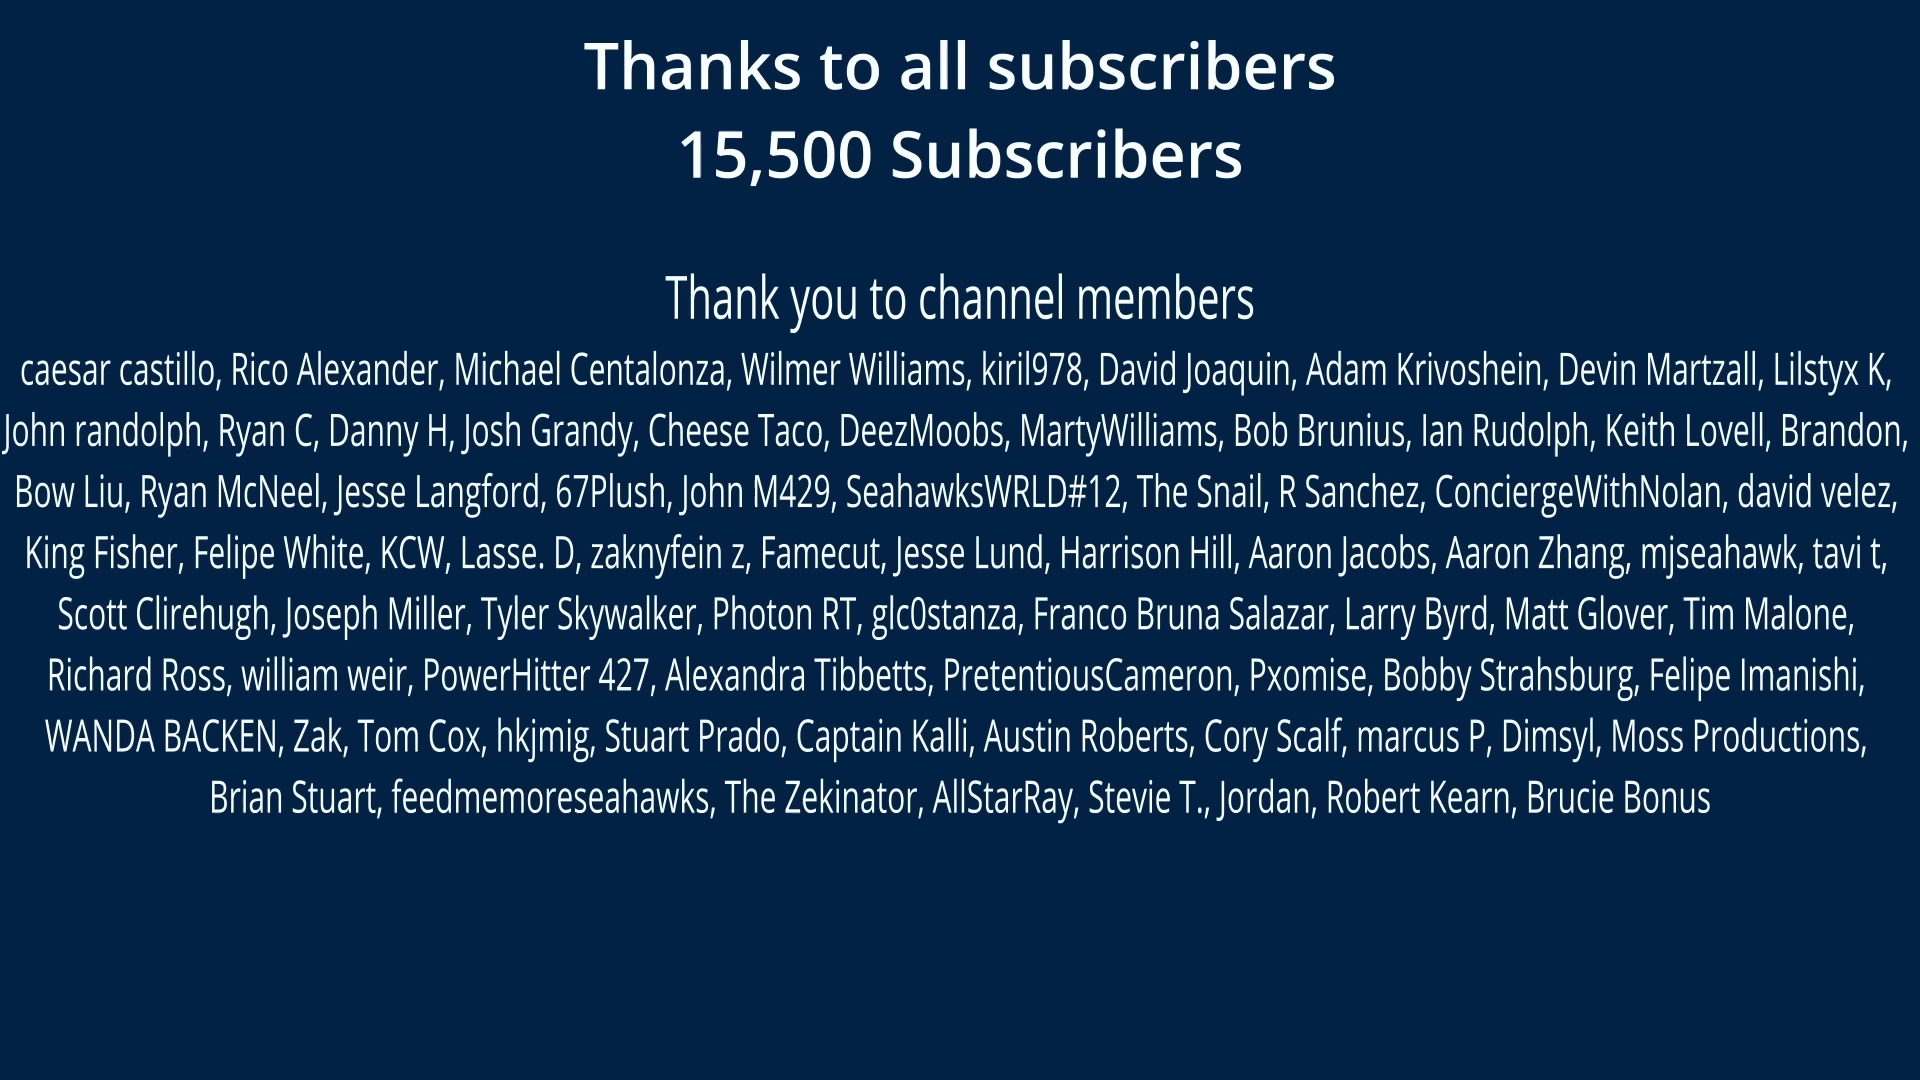 Thanks to all subscribers
15,500 Subscribers
Thank you to channel members
caesar castillo, Rico Alexander, Michael Centalonza, Wilmer Williams, kiril978, David Joaquin, Adam Krivoshein, Devin Martzall, Lilstyx K,
John randolph, Ryan C, Danny H, Josh Grandy, Cheese Taco, DeezMoobs, MartyWilliams, Bob Brunius, Ian Rudolph, Keith Lovell, Brandon,
Bow Liu, Ryan McNeel, Jesse Langford, 67Plush, John M429, SeahawksWRLD#12, The Snail, R Sanchez, ConciergeWithNolan, david velez,
King Fisher, Felipe White, KCW, Lasse. D, zaknyfein z, Famecut, Jesse Lund, Harrison Hill, Aaron Jacobs, Aaron Zhang, mjseahawk, tavi t,
Scott Clirehugh, Joseph Miller, Tyler Skywalker, Photon RT, glc0stanza, Franco Bruna Salazar, Larry Byrd, Matt Glover, Tim Malone,
Richard Ross, william weir, PowerHitter 427, Alexandra Tibbetts, PretentiousCameron, Pxomise, Bobby Strahsburg, Felipe Imanishi,
WANDA BACKEN, Zak, Tom Cox, hkjmig, Stuart Prado, Captain Kalli, Austin Roberts, Cory Scalf, marcus P, Dimsyl, Moss Productions,
Brian Stuart, feedmemoreseahawks, The Zekinator, AllStarRay, Stevie T., Jordan, Robert Kearn, Brucie Bonus